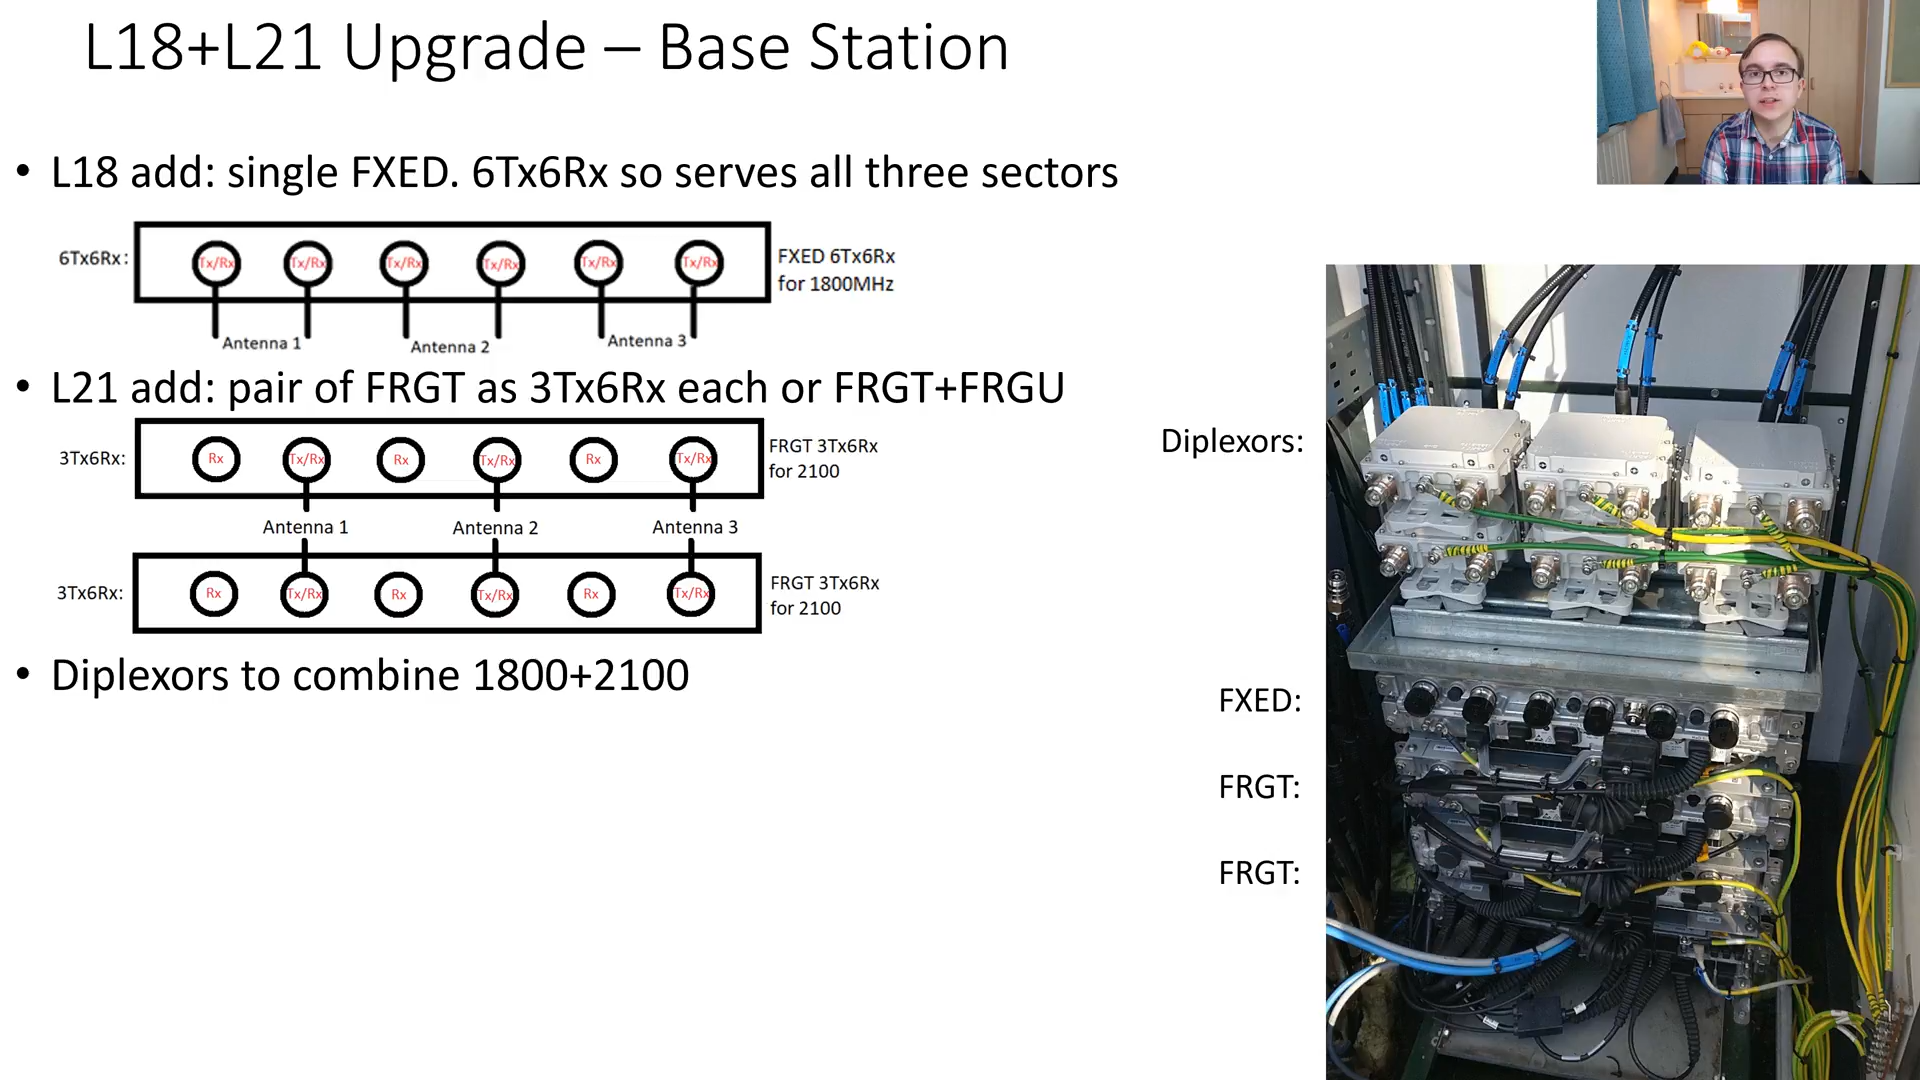 L18+L21 Upgrade – Base Station
• L18 add: single FXED. 6Tx6Rx so serves all three sectors
6Tx6Rx:
Tx/Rx Tx/Rx Tx/Rx Tx/Rx Tx/Rx Tx/Rx
FXED 6Tx6Rx
for 1800MHz
Antenna 1 Antenna 2 Antenna 3
• L21 add: pair of FRGT as 3Tx6Rx each or FRGT+FRGU
3Tx6Rx:
Rx Tx/Rx Rx Tx/Rx Rx Tx/Rx
FRGT 3Tx6Rx
for 2100
Antenna 1 Antenna 2 Antenna 3
3Tx6Rx:
Rx Tx/Rx Rx Tx/Rx Rx Tx/Rx
FRGT 3Tx6Rx
for 2100
• Diplexors to combine 1800+2100
Diplexors:
FXED:
FRGT:
FRGT: